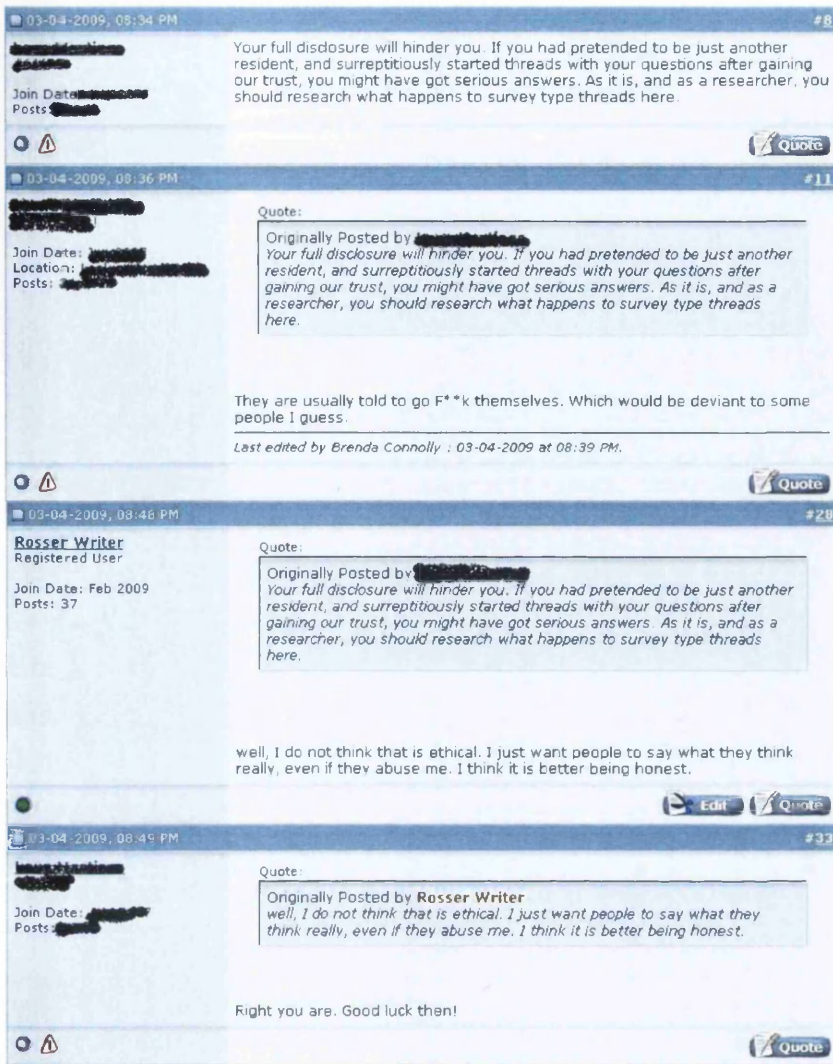 03-04-2009, 08:34 PM #8
Join Date:
Posts:
Your full disclosure will hinder you. If you had pretended to be just another
resident, and surreptitiously started threads with your questions after gaining
our trust, you might have got serious answers. As it is, and as a researcher, you
should research what happens to survey type threads here.
Quote
03-04-2009, 08:36 PM #11
Join Date:
Location:
Posts:
Quote:
Originally Posted by
Your full disclosure will hinder you. If you had pretended to be just another
resident, and surreptitiously started threads with your questions after
gaining our trust, you might have got serious answers. As it is, and as a
researcher, you should research what happens to survey type threads
here.
They are usually told to go F**k themselves. Which would be deviant to some
people I guess.
Last edited by Brenda Connolly : 03-04-2009 at 08:39 PM.
Quote
03-04-2009, 08:48 PM #28
Rosser Writer
Registered User
Join Date: Feb 2009
Posts: 37
Quote:
Originally Posted by
Your full disclosure will hinder you. If you had pretended to be just another
resident, and surreptitiously started threads with your questions after
gaining our trust, you might have got serious answers. As it is, and as a
researcher, you should research what happens to survey type threads
here.
well, I do not think that is ethical. I just want people to say what they think
really, even if they abuse me. I think it is better being honest.
Edit Quote
03-04-2009, 08:49 PM #33
Join Date:
Posts:
Quote:
Originally Posted by Rosser Writer
well, I do not think that is ethical. I just want people to say what they
think really, even if they abuse me. I think it is better being honest.
Right you are. Good luck then!
Quote